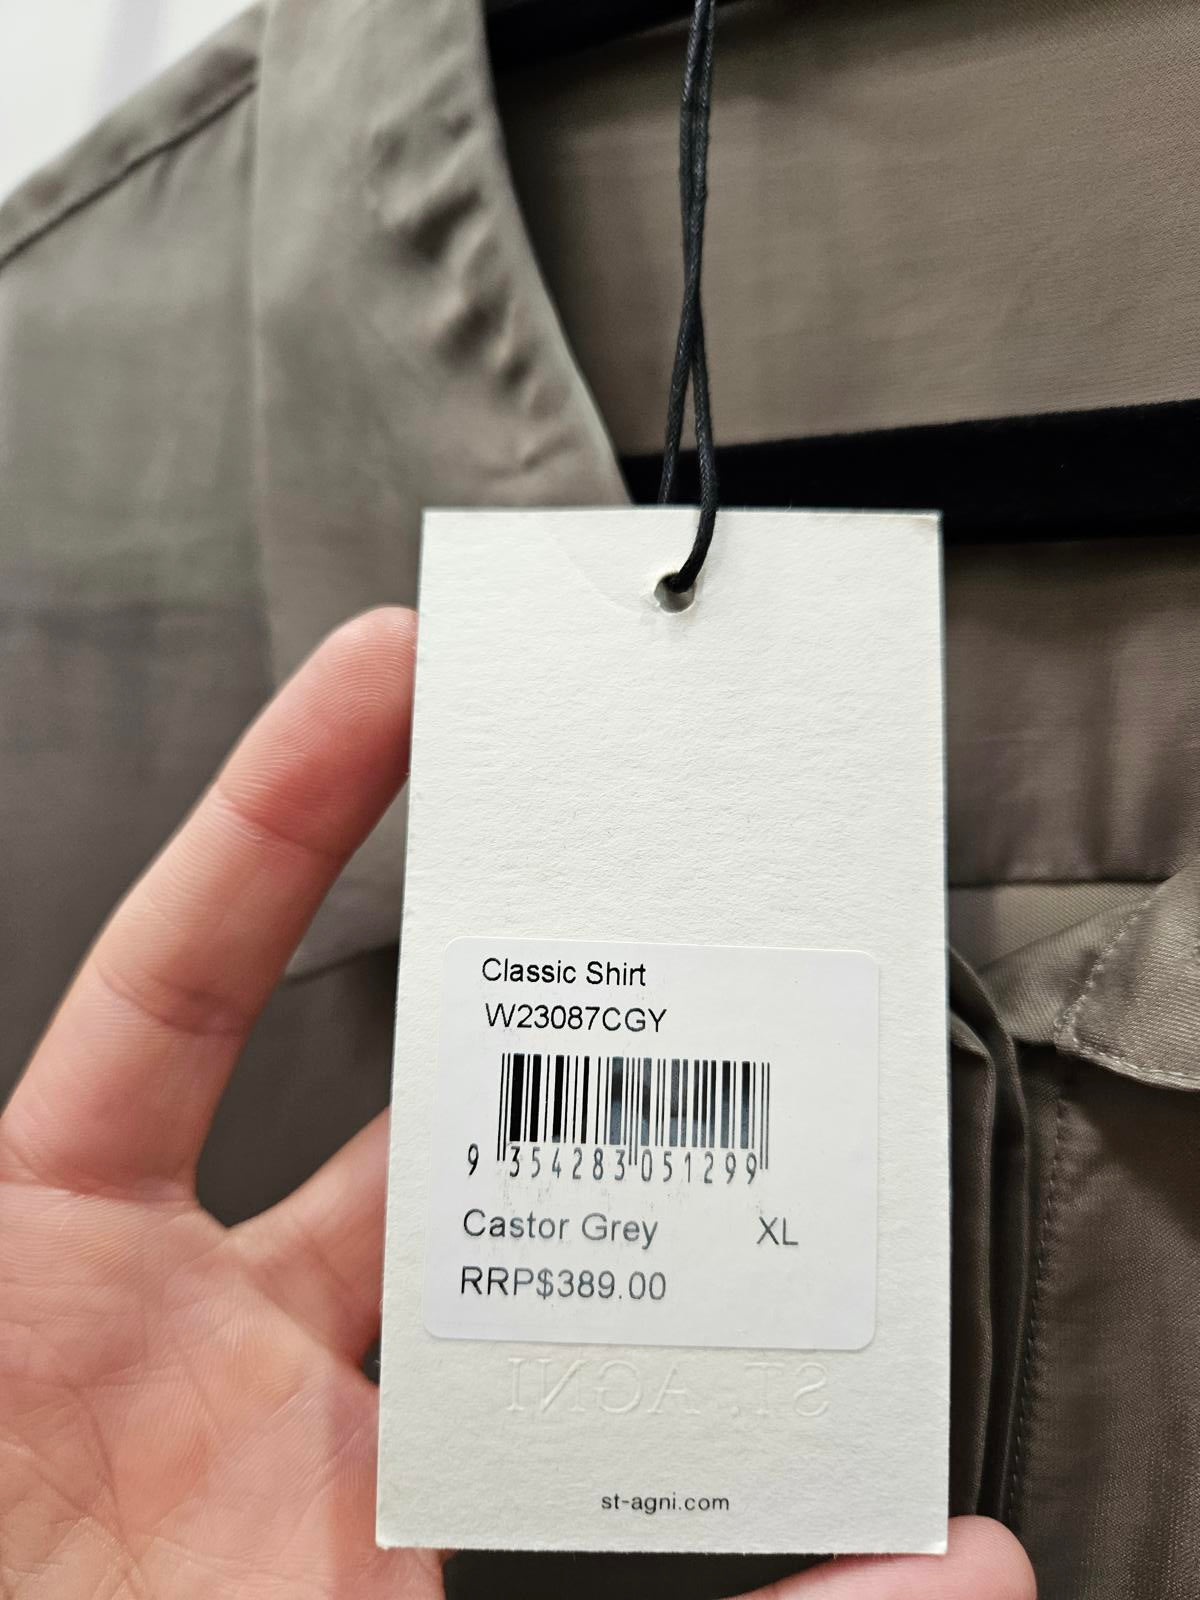 Classic Shirt
W23087CGY
9 354283 051299
Castor Grey XL
RRP$389.00
ST. AGNI
st-agni.com